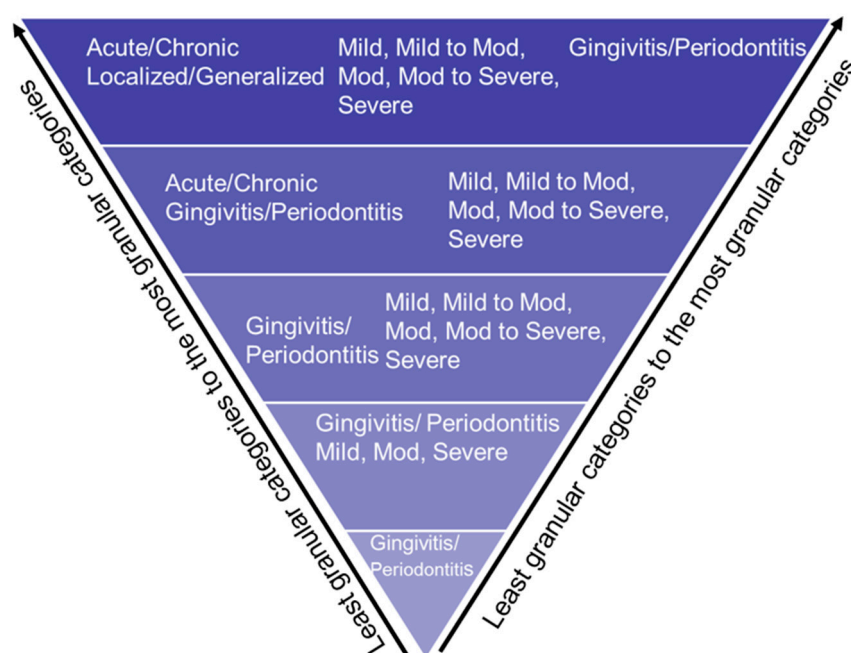 Acute/Chronic
Localized/Generalized
Mild, Mild to Mod,
Mod, Mod to Severe,
Severe
Gingivitis/Periodontitis
Acute/Chronic
Gingivitis/Periodontitis
Mild, Mild to Mod,
Mod, Mod to Severe,
Severe
Gingivitis/
Periodontitis
Mild, Mild to Mod,
Mod, Mod to Severe,
Severe
Gingivitis/ Periodontitis
Mild, Mod, Severe
Gingivitis/
Periodontitis
Least granular categories to the most granular categories
Least granular categories to the most granular categories